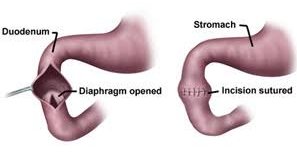 Duodenum
Stromach
Diaphragm opened
Incision sutured